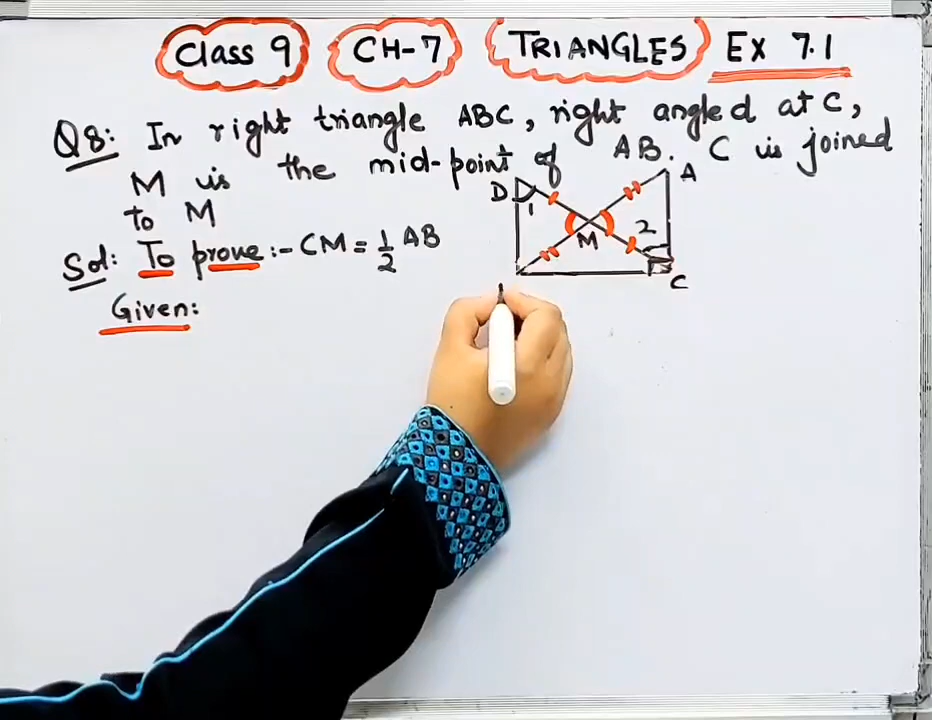 Class 9 CH-7 TRIANGLES Ex 7.1
Q8: In right triangle ABC, right angled at C,
M is the mid-point of AB. C is joined
to M
Sol: To prove:- CM = 1/2 AB
Given:
D 1 A
M 2
C